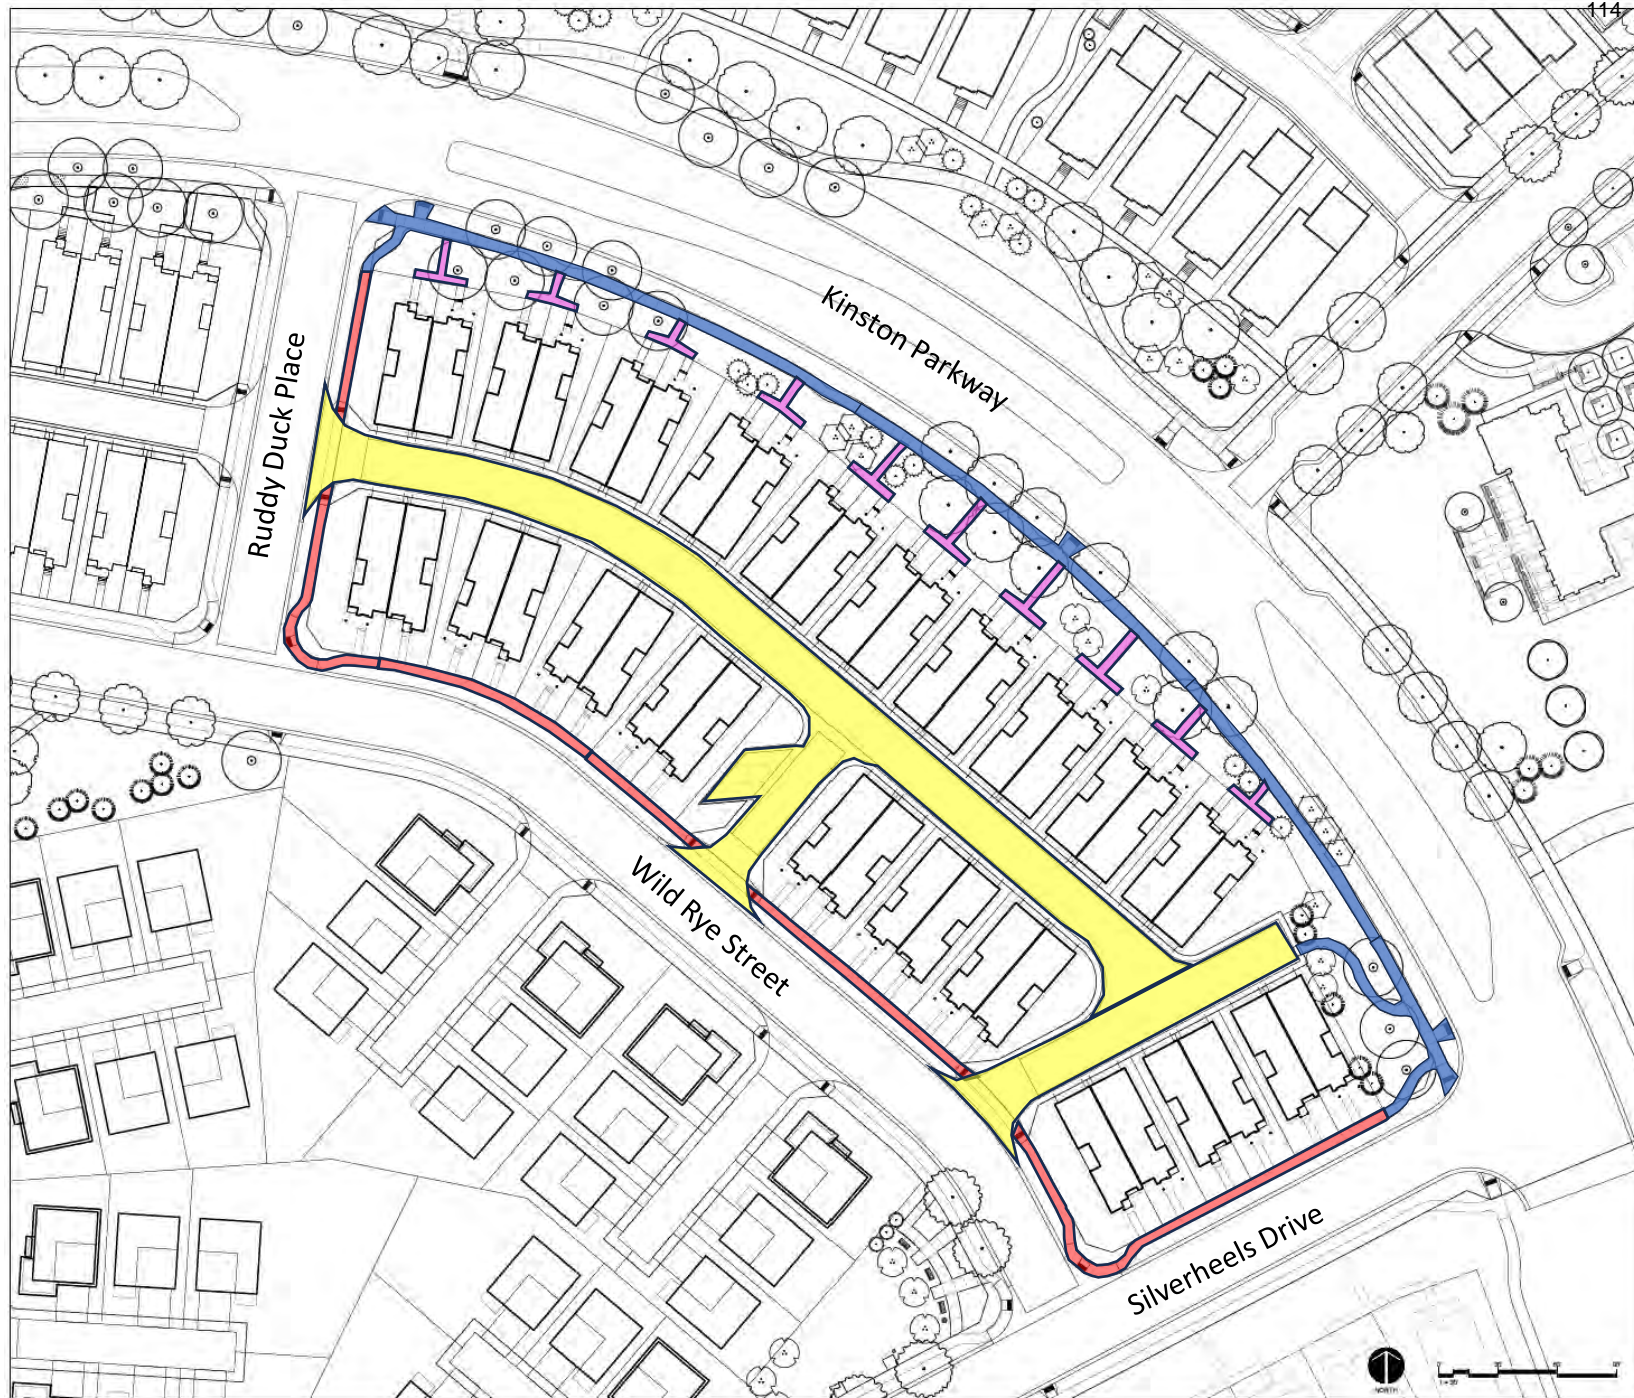 114
Kinston Parkway
Ruddy Duck Place
Wild Rye Street
Silverheels Drive
NORTH